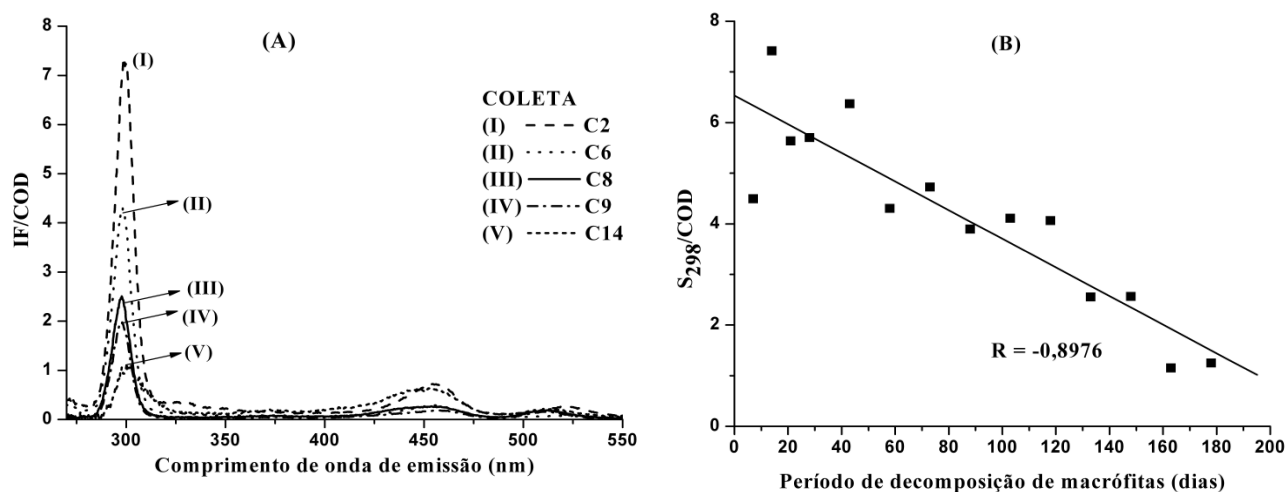 (A)
(I)
(II)
(III)
(IV)
(V)
COLETA
(I) C2
(II) C6
(III) C8
(IV) C9
(V) C14
IF/COD
8
7
6
5
4
3
2
1
0
300 350 400 450 500 550
Comprimento de onda de emissão (nm)
(B)
S298/COD
8
6
4
2
0
R = -0,8976
0 20 40 60 80 100 120 140 160 180 200
Período de decomposição de macrófitas (dias)